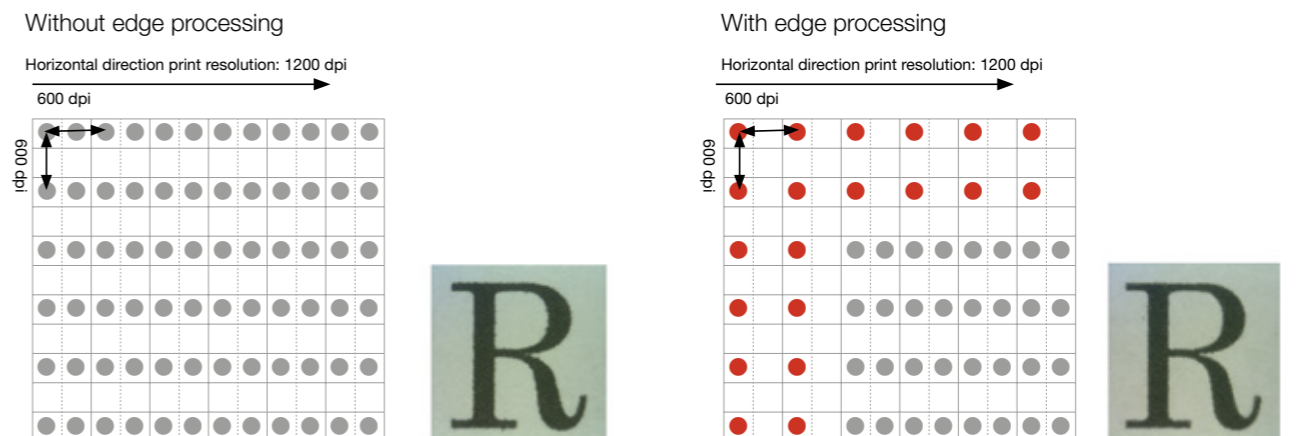 Without edge processing
Horizontal direction print resolution: 1200 dpi
600 dpi
600 dpi
R
With edge processing
Horizontal direction print resolution: 1200 dpi
600 dpi
600 dpi
R